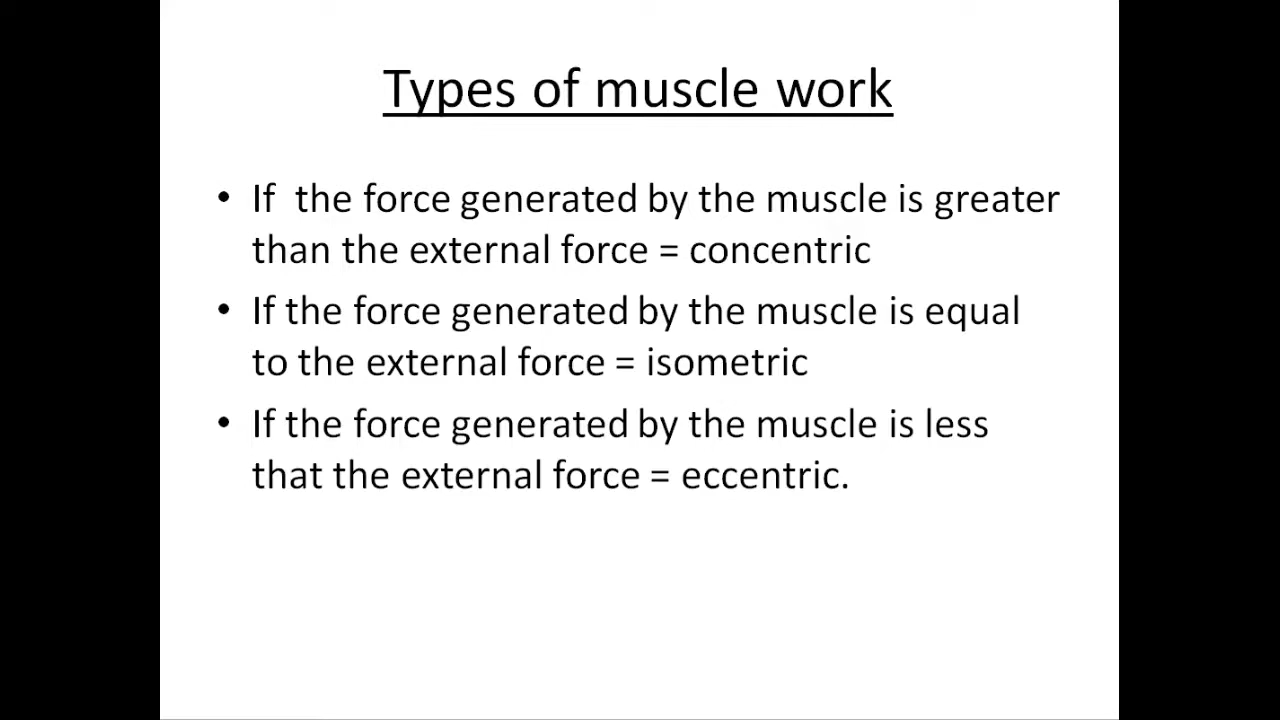 Types of muscle work
• If  the force generated by the muscle is greater
than the external force = concentric
• If the force generated by the muscle is equal
to the external force = isometric
• If the force generated by the muscle is less
that the external force = eccentric.